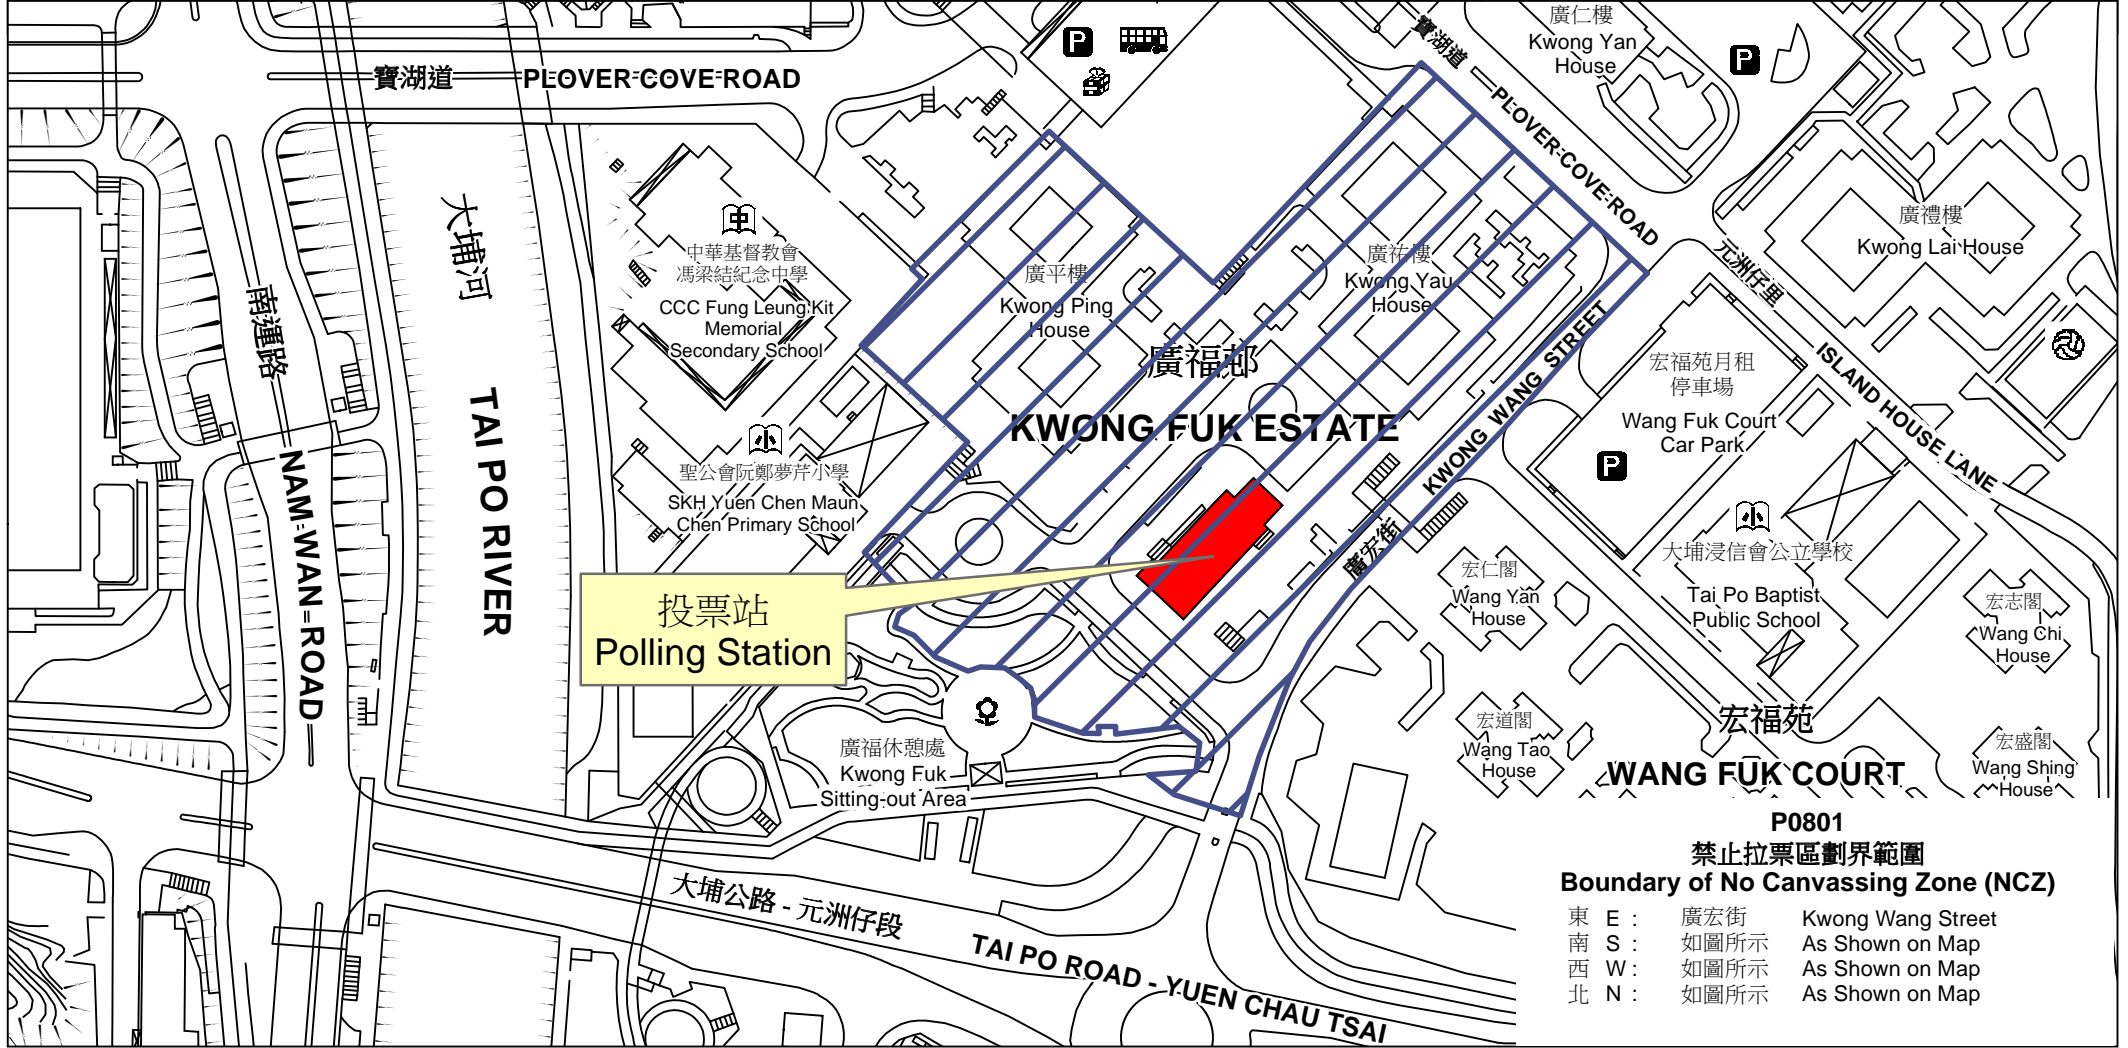 寶湖道
PLOVER COVE ROAD
寶湖道
PLOVER COVE ROAD
廣仁樓
Kwong Yan
House
P
P
大埔河
TAI PO RIVER
南運路
NAM WAN ROAD
中
中華基督教會
馮梁結紀念中學
CCC Fung Leung Kit
Memorial
Secondary School
小
聖公會阮鄭夢芹小學
SKH Yuen Chen Maun
Chen Primary School
廣平樓
Kwong Ping
House
廣祐樓
Kwong Yau
House
廣福邨
KWONG FUK ESTATE
廣宏街
KWONG WANG STREET
廣禮樓
Kwong Lai House
元洲仔里
ISLAND HOUSE LANE
宏福苑月租
停車場
Wang Fuk Court
Car Park
P
小
大埔浸信會公立學校
Tai Po Baptist
Public School
宏仁閣
Wang Yan
House
宏志閣
Wang Chi
House
宏道閣
Wang Tao
House
宏盛閣
Wang Shing
House
宏福苑
WANG FUK COURT
投票站
Polling Station
廣福休憩處
Kwong Fuk
Sitting-out Area
大埔公路 - 元洲仔段
TAI PO ROAD - YUEN CHAU TSAI
P0801
禁止拉票區劃界範圍
Boundary of No Canvassing Zone (NCZ)
東 E : 廣宏街 Kwong Wang Street
南 S : 如圖所示 As Shown on Map
西 W : 如圖所示 As Shown on Map
北 N : 如圖所示 As Shown on Map